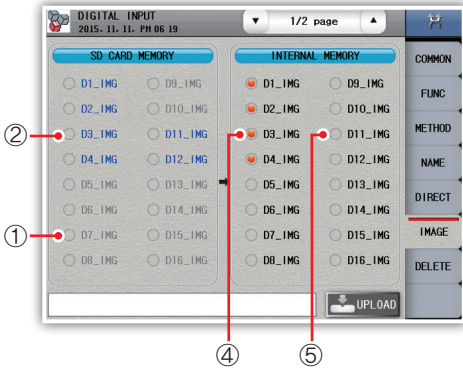 DIGITAL INPUT
2015. 11. 11. PM 06 19
▼ 1/2 page ▲
SD CARD MEMORY
INTERNAL MEMORY
D1_IMG D9_IMG D1_IMG D9_IMG
D2_IMG D10_IMG D2_IMG D10_IMG
② D3_IMG D11_IMG ④ D3_IMG ⑤ D11_IMG
D4_IMG D12_IMG D4_IMG D12_IMG
D5_IMG D13_IMG D5_IMG D13_IMG
D6_IMG D14_IMG D6_IMG D14_IMG
① D7_IMG D15_IMG D7_IMG D15_IMG
D8_IMG D16_IMG D8_IMG D16_IMG
UPLOAD
COMMON
FUNC
METHOD
NAME
DIRECT
IMAGE
DELETE